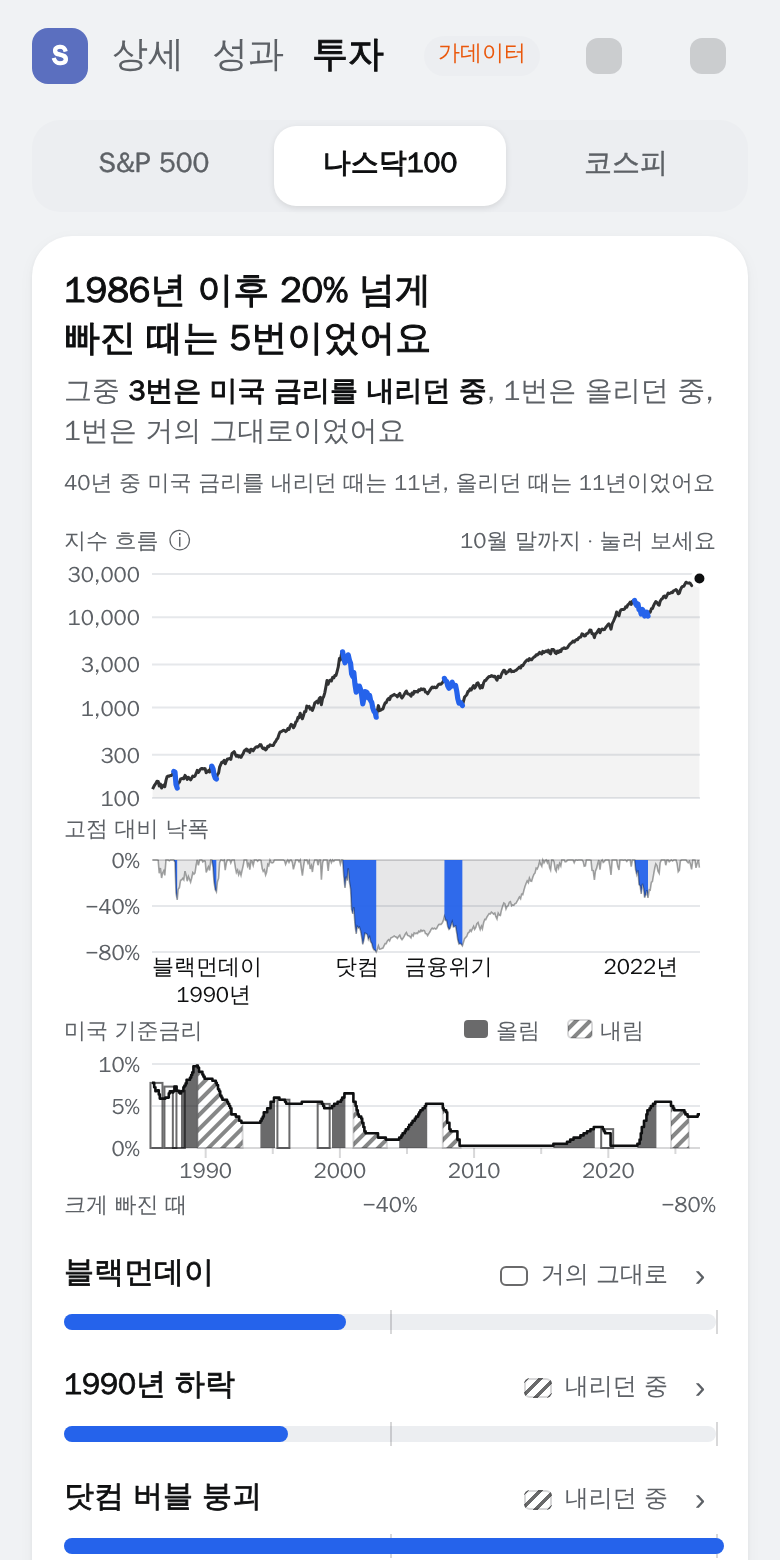 S 상세 성과 투자 가데이터
S&P 500 나스닥100 코스피
1986년 이후 20% 넘게
빠진 때는 5번이었어요
그중 3번은 미국 금리를 내리던 중, 1번은 올리던 중,
1번은 거의 그대로이었어요
40년 중 미국 금리를 내리던 때는 11년, 올리던 때는 11년이었어요
지수 흐름 ⓘ 10월 말까지 · 눌러 보세요
30,000
10,000
3,000
1,000
300
100
고점 대비 낙폭
0%
−40%
−80%
블랙먼데이 닷컴 금융위기 2022년
1990년
미국 기준금리 올림 내림
10%
5%
0%
1990 2000 2010 2020
크게 빠진 때 −40% −80%
블랙먼데이 거의 그대로 ›
1990년 하락 내리던 중 ›
닷컴 버블 붕괴 내리던 중 ›